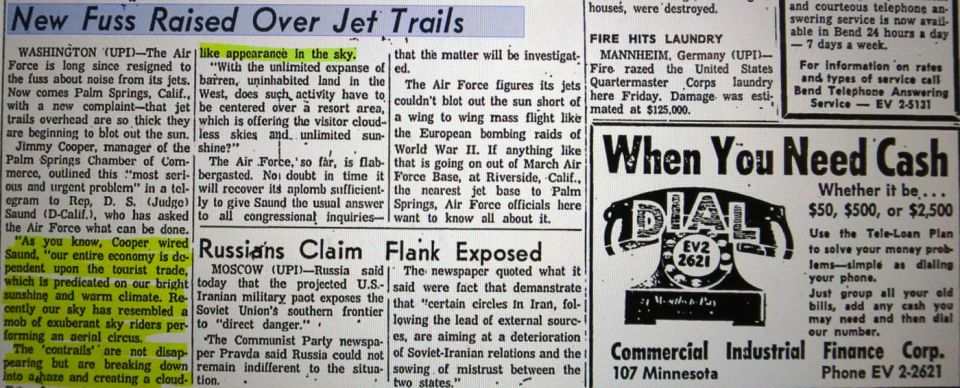 New Fuss Raised Over Jet Trails
WASHINGTON (UPI)—The Air
Force is long since resigned to
the fuss about noise from its jets.
Now comes Palm Springs, Calif.,
with a new complaint—that jet
trails overhead are so thick they
are beginning to blot out the sun.
Jimmy Cooper, manager of the
Palm Springs Chamber of Com-
merce, outlined this "most seri-
ous and urgent problem" in a tel-
egram to Rep. D. S. (Judge)
Saund (D-Calif.), who has asked
the Air Force what can be done.
"As you know, Cooper wired
Saund, "our entire economy is de-
pendent upon the tourist trade,
which is predicated on our bright
sunshine and warm climate. Re-
cently our sky has resembled a
mob of exuberant sky riders per-
forming an aerial circus.
The 'contrails' are not disap-
pearing but are breaking down
into a haze and creating a cloud-
like appearance in the sky.
"With the unlimited expanse of
barren, uninhabited land in the
West, does such activity have to
be centered over a resort area,
which is offering the visitor cloud-
less skies and unlimited sun-
shine?"
The Air Force, so far, is flab-
bergasted. No doubt in time it
will recover its aplomb sufficient-
ly to give Saund the usual answer
to all congressional inquiries—
that the matter will be investigat-
ed.
The Air Force figures its jets
couldn't blot out the sun short of
a wing to wing mass flight like
the European bombing raids of
World War II. If anything like
that is going on out of March Air
Force Base, at Riverside, Calif.,
the nearest jet base to Palm
Springs, Air Force officials here
want to know all about it.
Russians Claim Flank Exposed
MOSCOW (UPI)—Russia said
today that the projected U.S.-
Iranian military pact exposes the
Soviet Union's southern frontier
to "direct danger."
The Communist Party newspa-
per Pravda said Russia could not
remain indifferent to the situa-
tion.
The newspaper quoted what it
said were fact that demanstrate
that "certain circles in Iran, fol-
lowing the lead of external sourc-
es, are aiming at a deterioration
of Soviet-Iranian relations and the
sowing of mistrust between the
two states."
houses, were destroyed.
FIRE HITS LAUNDRY
MANNHEIM, Germany (UPI)—
Fire razed the United States
Quartermaster Corps laundry
here Friday. Damage was esti-
mated at $125,000.
and courteous telephone an-
swering service is now avail-
able in Bend 24 hours a day
— 7 days a week.
For Information on rates
and types of service call
Bend Telephone Answering
Service — EV 2-5131
When You Need Cash
DIAL
EV2
2621
24 Months to Pay
Whether it be...
$50, $500, or $2,500
Use the Tele-Loan Plan
to solve your money prob-
lems—simple as dialing
your phone.
Just group all your old
bills, add any cash you
may need and then dial
our number.
Commercial Industrial Finance Corp.
107 Minnesota Phone EV 2-2621